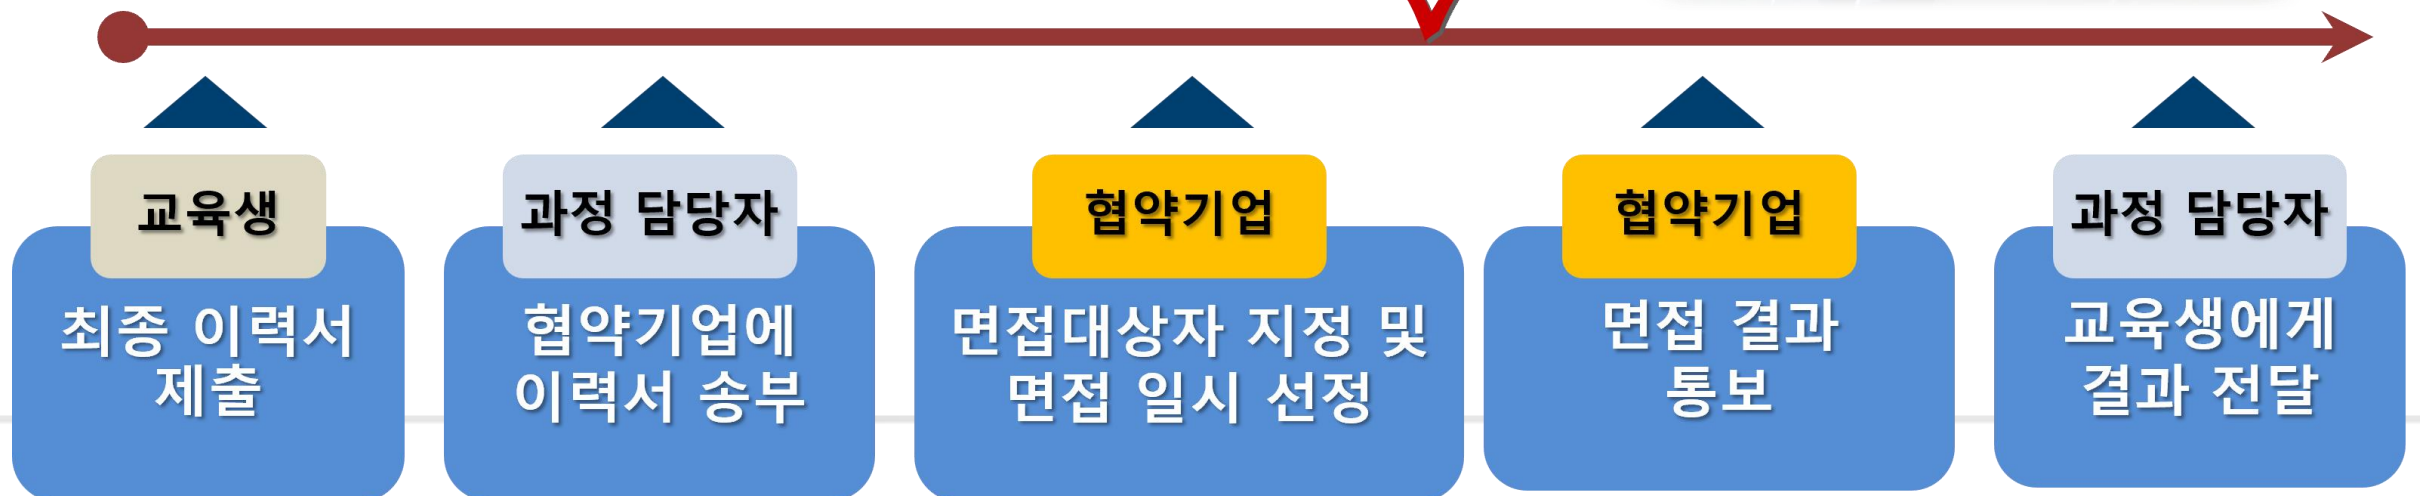 교육생
최종 이력서
제출
과정 담당자
협약기업에
이력서 송부
협약기업
면접대상자 지정 및
면접 일시 선정
협약기업
면접 결과
통보
과정 담당자
교육생에게
결과 전달